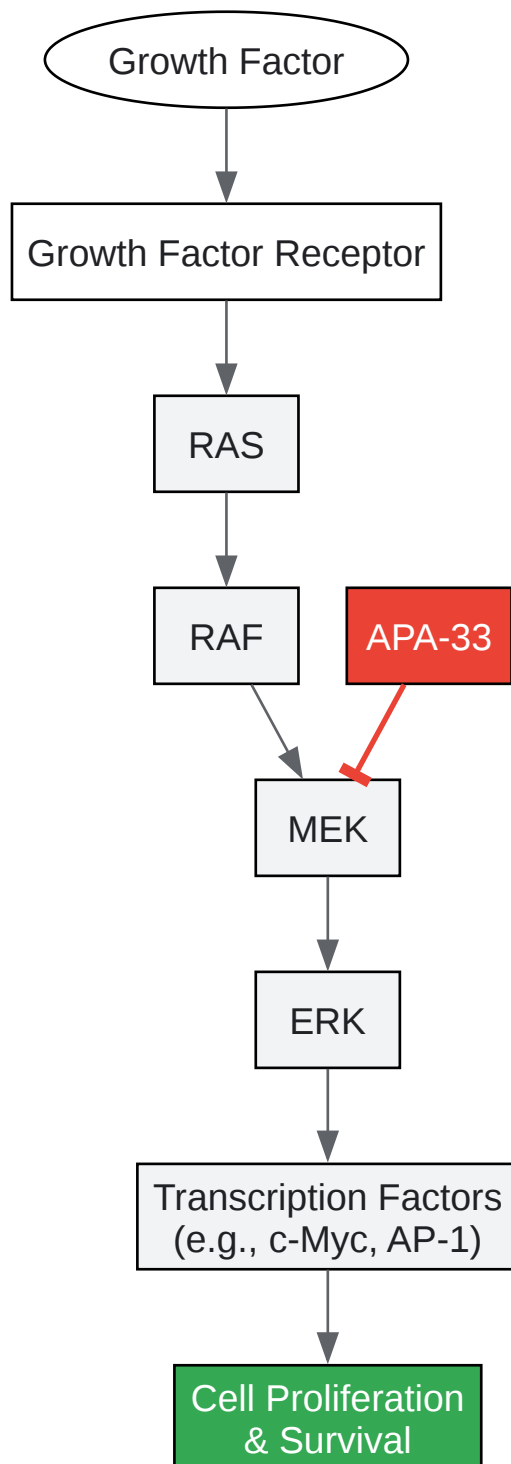 Growth Factor
Growth Factor Receptor
RAS
RAF
APA-33
MEK
ERK
Transcription Factors
(e.g., c-Myc, AP-1)
Cell Proliferation
& Survival